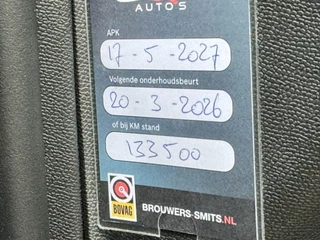 AUTO'S
APK
17-5-2027
Volgende onderhoudsbeurt
20-3-2026
of bij KM stand
133500
BOVAG
BROUWERS-SMITS.NL